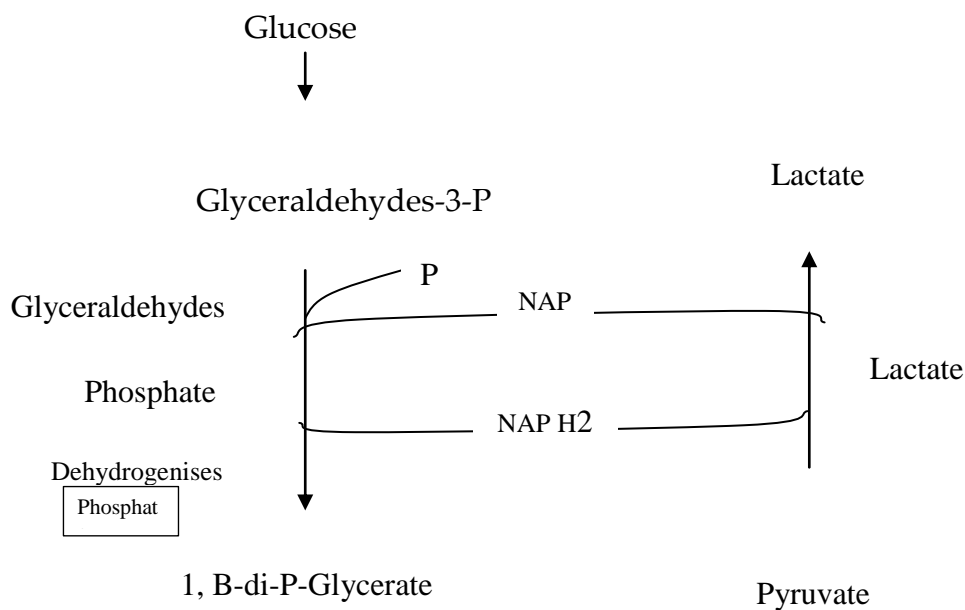 Glucose
Lactate
Glyceraldehydes-3-P
P
Glyceraldehydes
NAP
Lactate
Phosphate
NAP H2
Dehydrogenises
Phosphat
1, B-di-P-Glycerate
Pyruvate